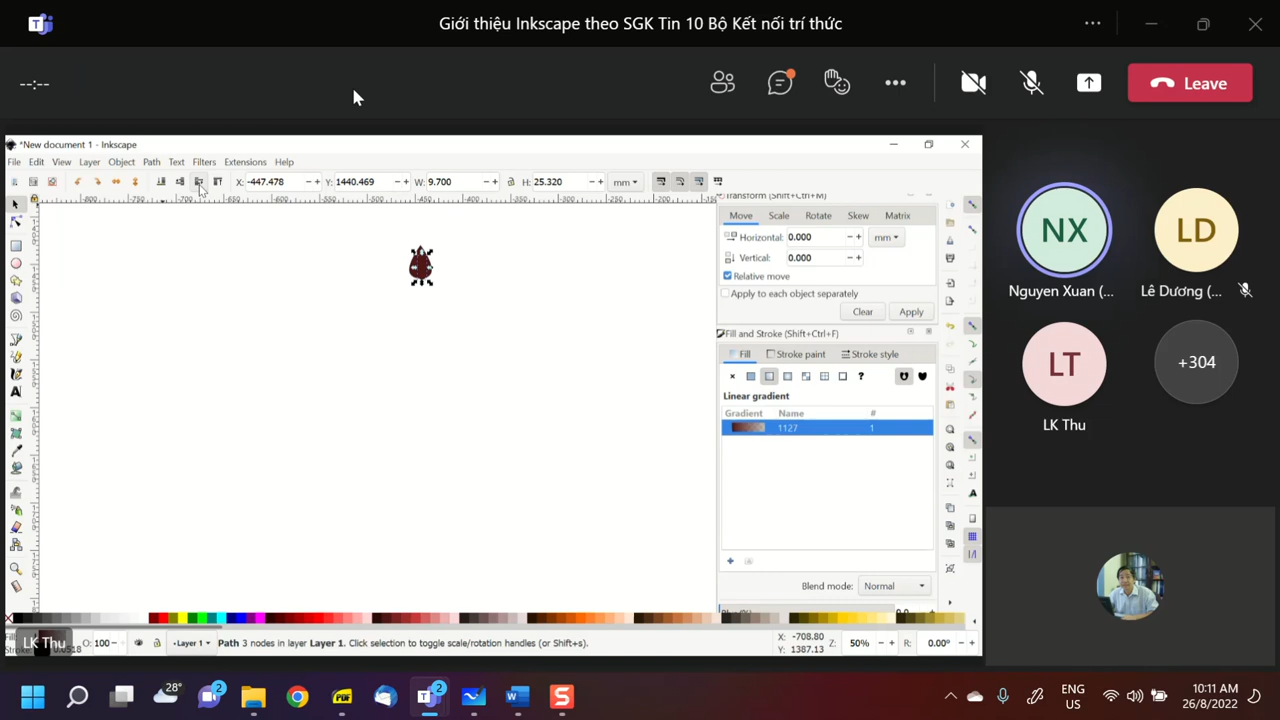 Giới thiệu Inkscape theo SGK Tin 10 Bộ Kết nối trí thức
--:--
Leave
*New document 1 - Inkscape
File Edit View Layer Object Path Text Filters Extensions Help
X: -447.478 Y: 1440.469 W: 9.700 H: 25.320 mm
Transform (Shift+Ctrl+M)
Move Scale Rotate Skew Matrix
Horizontal: 0.000 mm
Vertical: 0.000
Relative move
Apply to each object separately
Clear Apply
Fill and Stroke (Shift+Ctrl+F)
Fill Stroke paint Stroke style
Linear gradient
Gradient Name #
1127 1
Blend mode: Normal
LK Thu
O: 100
Layer 1
Path 3 nodes in layer Layer 1. Click selection to toggle scale/rotation handles (or Shift+s).
X: -708.80
Y: 1387.13
Z: 50%
R: 0.00°
NX
Nguyen Xuan (...
LD
Lê Dương (...
LT
LK Thu
+304
28°
2
2
ENG
US
10:11 AM
26/8/2022